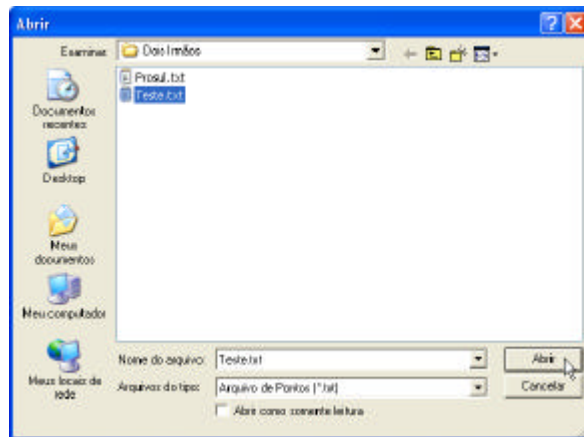 Abrir
Examinar:
Dois Irmãos
Prosul.txt
Teste.txt
Documentos
recentes
Desktop
Meus
documentos
Meu computador
Meus locais de
rede
Nome do arquivo:
Teste.txt
Abrir
Arquivos do tipo:
Arquivo de Pontos (*.txt)
Cancelar
Abrir como somente leitura